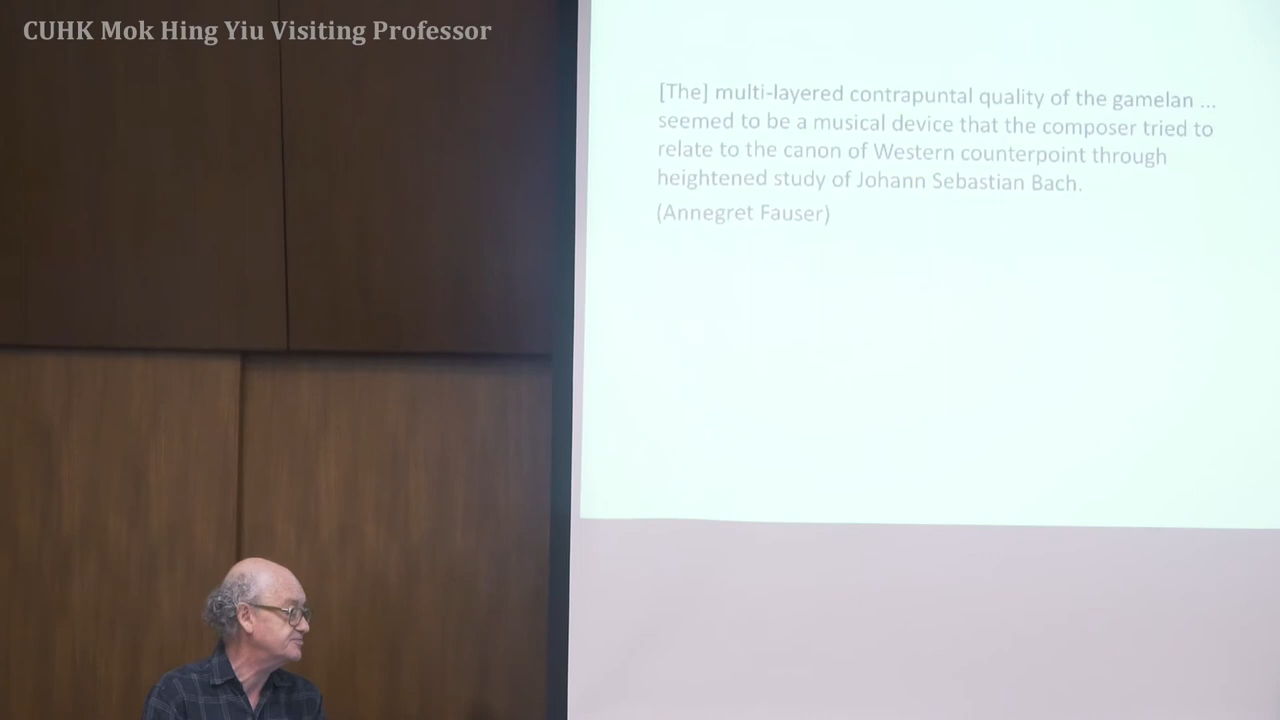 CUHK Mok Hing Yiu Visiting Professor
[The] multi-layered contrapuntal quality of the gamelan ...
seemed to be a musical device that the composer tried to
relate to the canon of Western counterpoint through
heightened study of Johann Sebastian Bach.
(Annegret Fauser)